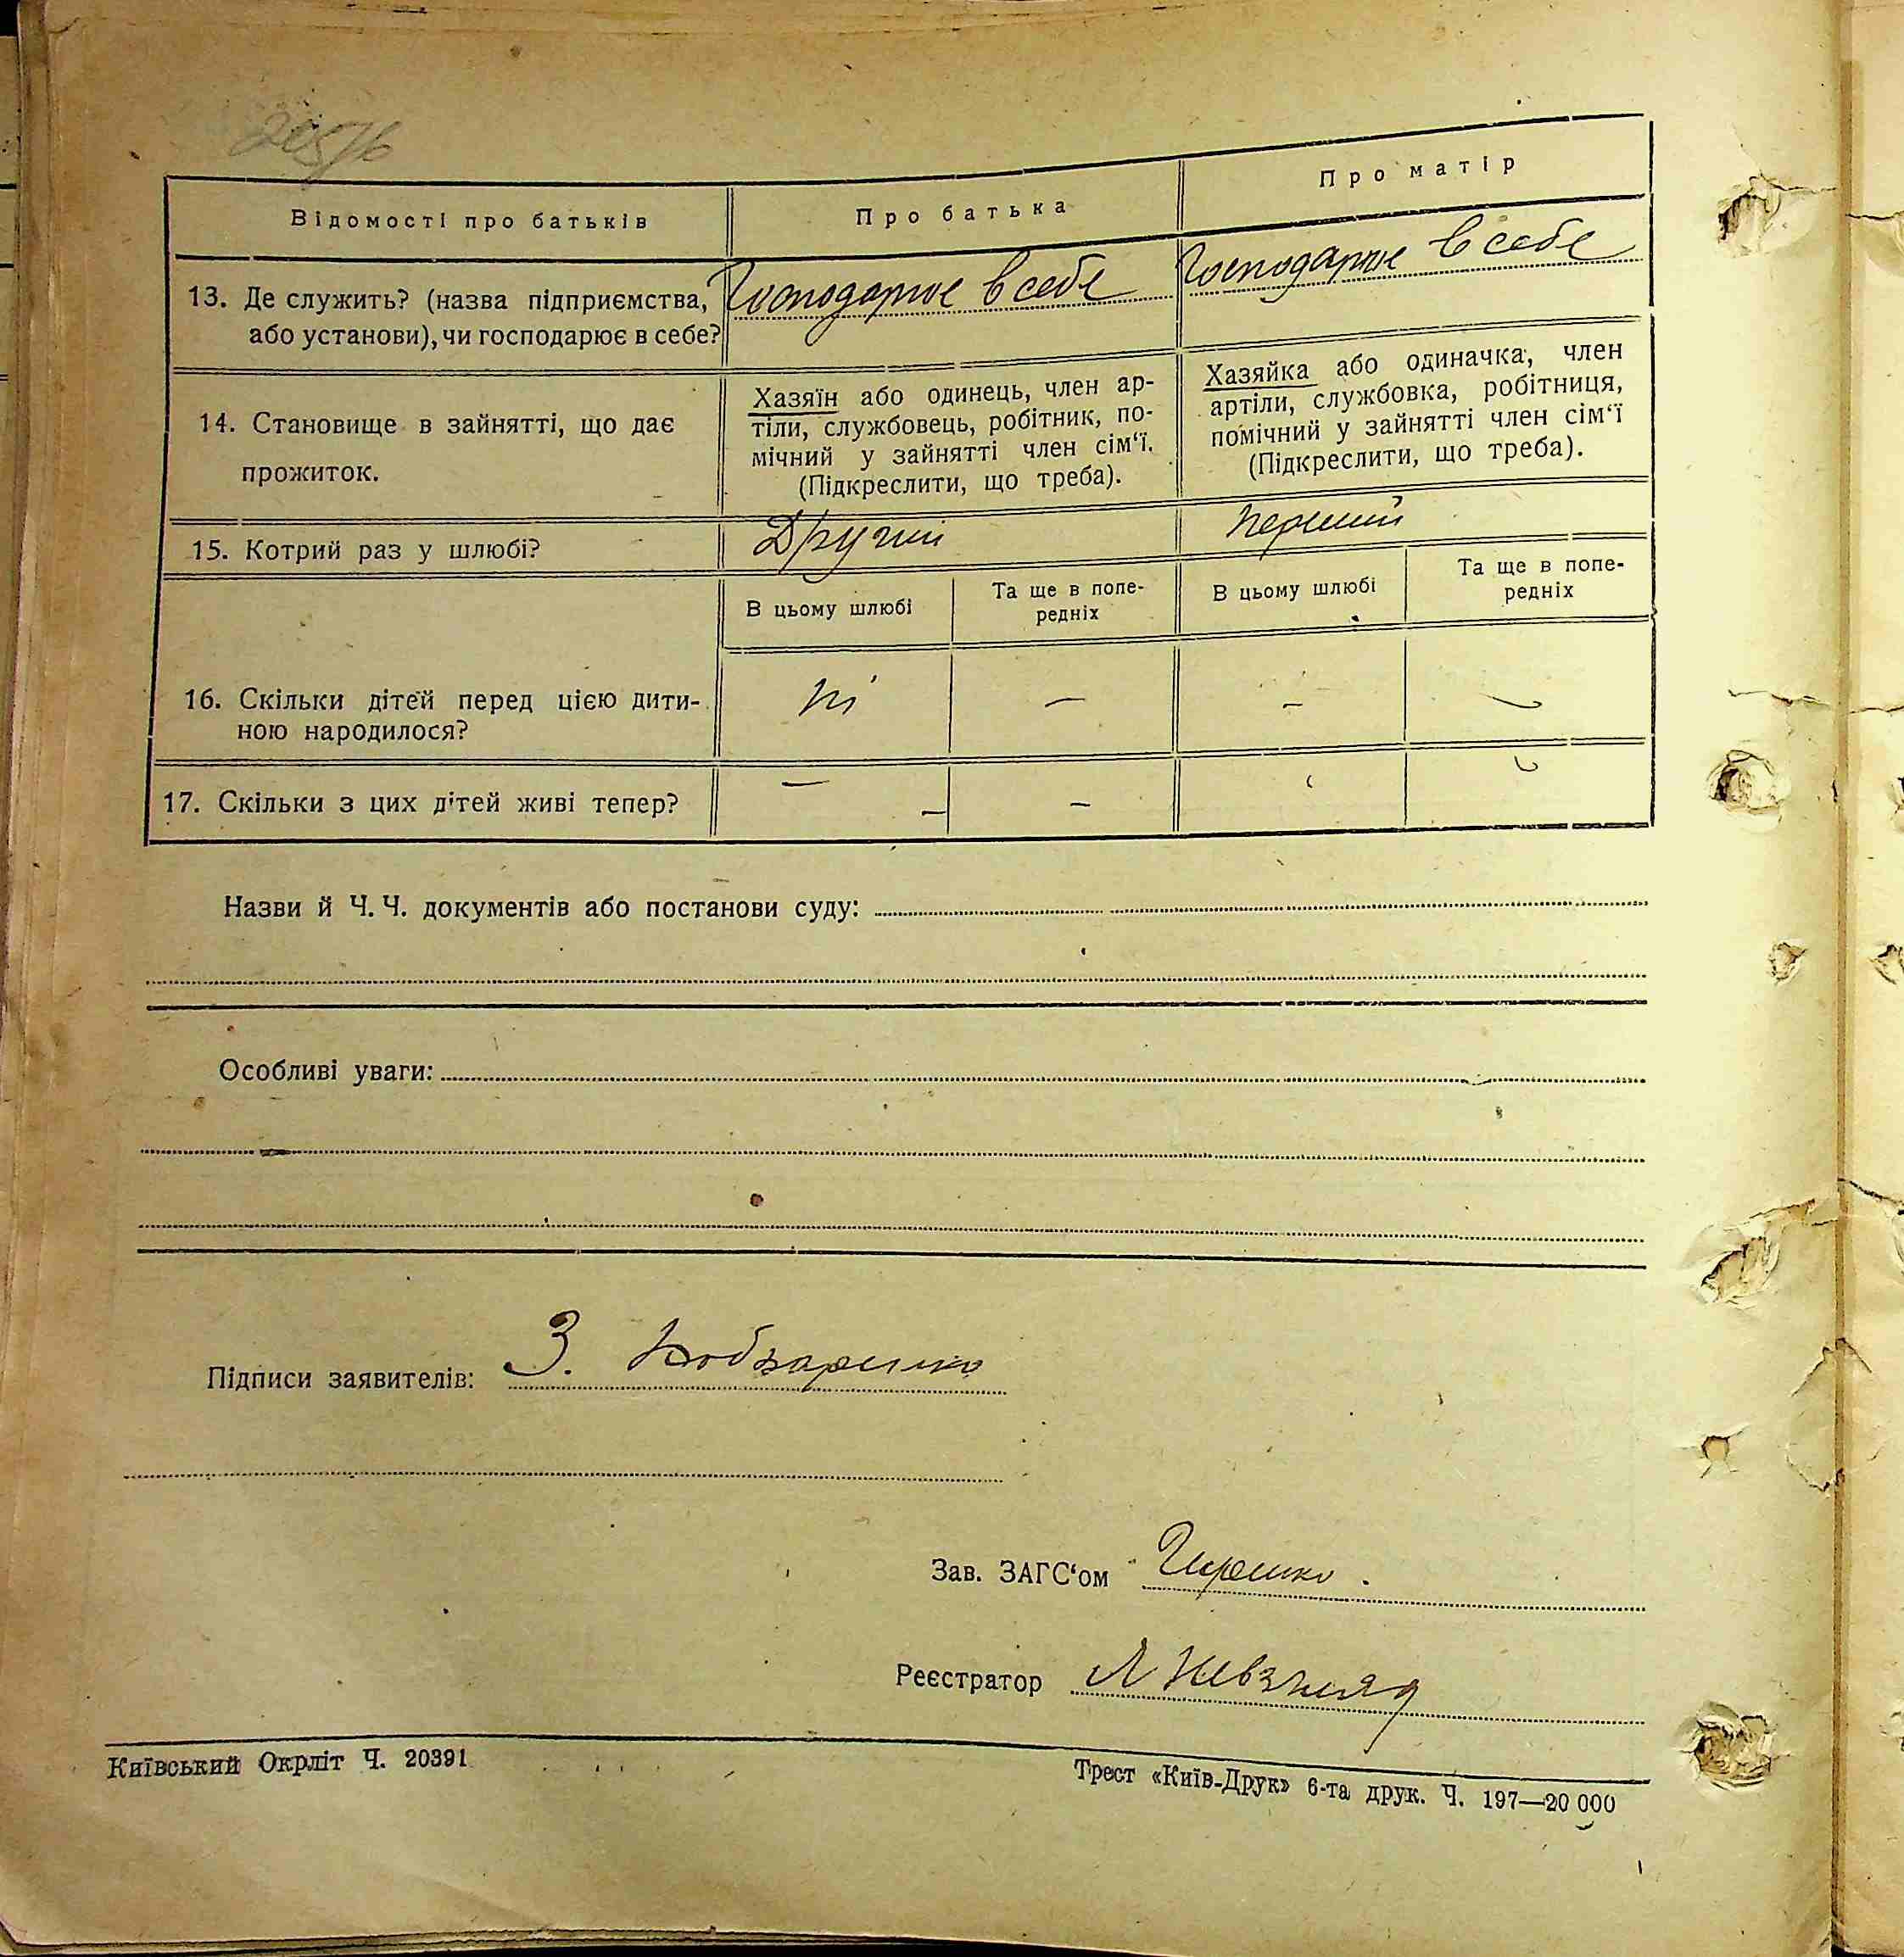 Відомості про батьків Про батька Про матір
13. Де служить? (назва підприємства, Господарює в себе Господарює в себе
або установи), чи господарює в себе?
14. Становище в зайнятті, що дає
прожиток.
Хазяїн або одинець, член ар-
тіли, службовець, робітник, по-
мічний у зайнятті член сім‘ї.
(Підкреслити, що треба).
Хазяйка або одиначка, член
артіли, службовка, робітниця,
помічний у зайнятті член сім‘ї
(Підкреслити, що треба).
15. Котрий раз у шлюбі? Другий Перший
В цьому шлюбі Та ще в попе- В цьому шлюбі Та ще в попе-
редніх редніх
16. Скільки дітей перед цією дити- ні — – –
ною народилося?
17. Скільки з цих дітей живі тепер? — – –
Назви й Ч. Ч. документів або постанови суду:
Особливі уваги:
Підписи заявителів: З. Кобзаренко
Зав. ЗАГС‘ом
Реєстратор
Київський Окрліт Ч. 20391
Трест «Київ-Друк» 6-та друк. Ч. 197—20 000